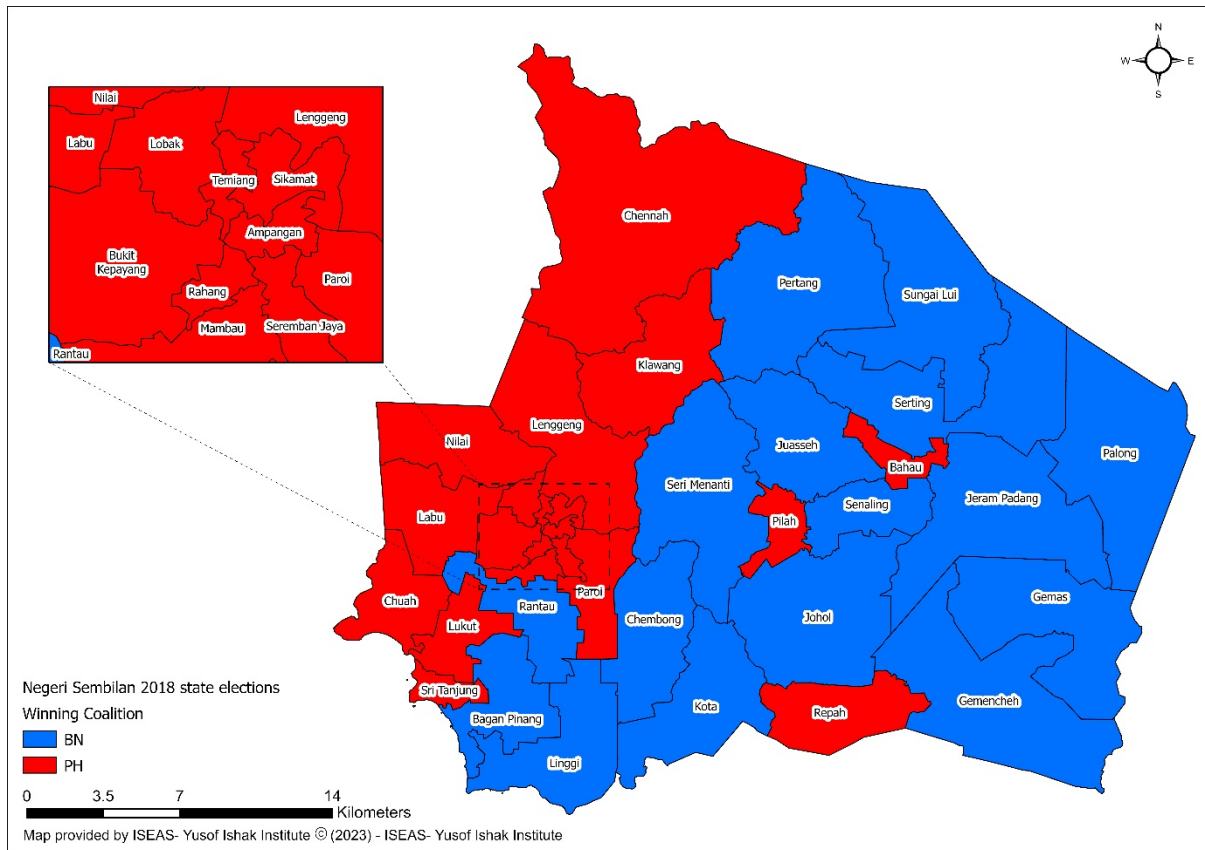 N
W E
S
Nilai
Lenggeng
Labu
Lobak
Temiang
Sikamat
Ampangan
Bukit
Kepayang
Paroi
Rahang
Mambau
Seremban Jaya
Rantau
Chennah
Pertang
Sungai Lui
Klawang
Serting
Lenggeng
Juasseh
Nilai
Palong
Bahau
Jeram Padang
Seri Menanti
Senaling
Labu
Pilah
Paroi
Gemas
Chuah
Rantau
Chembong
Johol
Lukut
Sri Tanjung
Gemencheh
Kota
Repah
Bagan Pinang
Linggi
Negeri Sembilan 2018 state elections
Winning Coalition
BN
PH
0 3.5 7 14
Kilometers
Map provided by ISEAS- Yusof Ishak Institute © (2023) - ISEAS- Yusof Ishak Institute